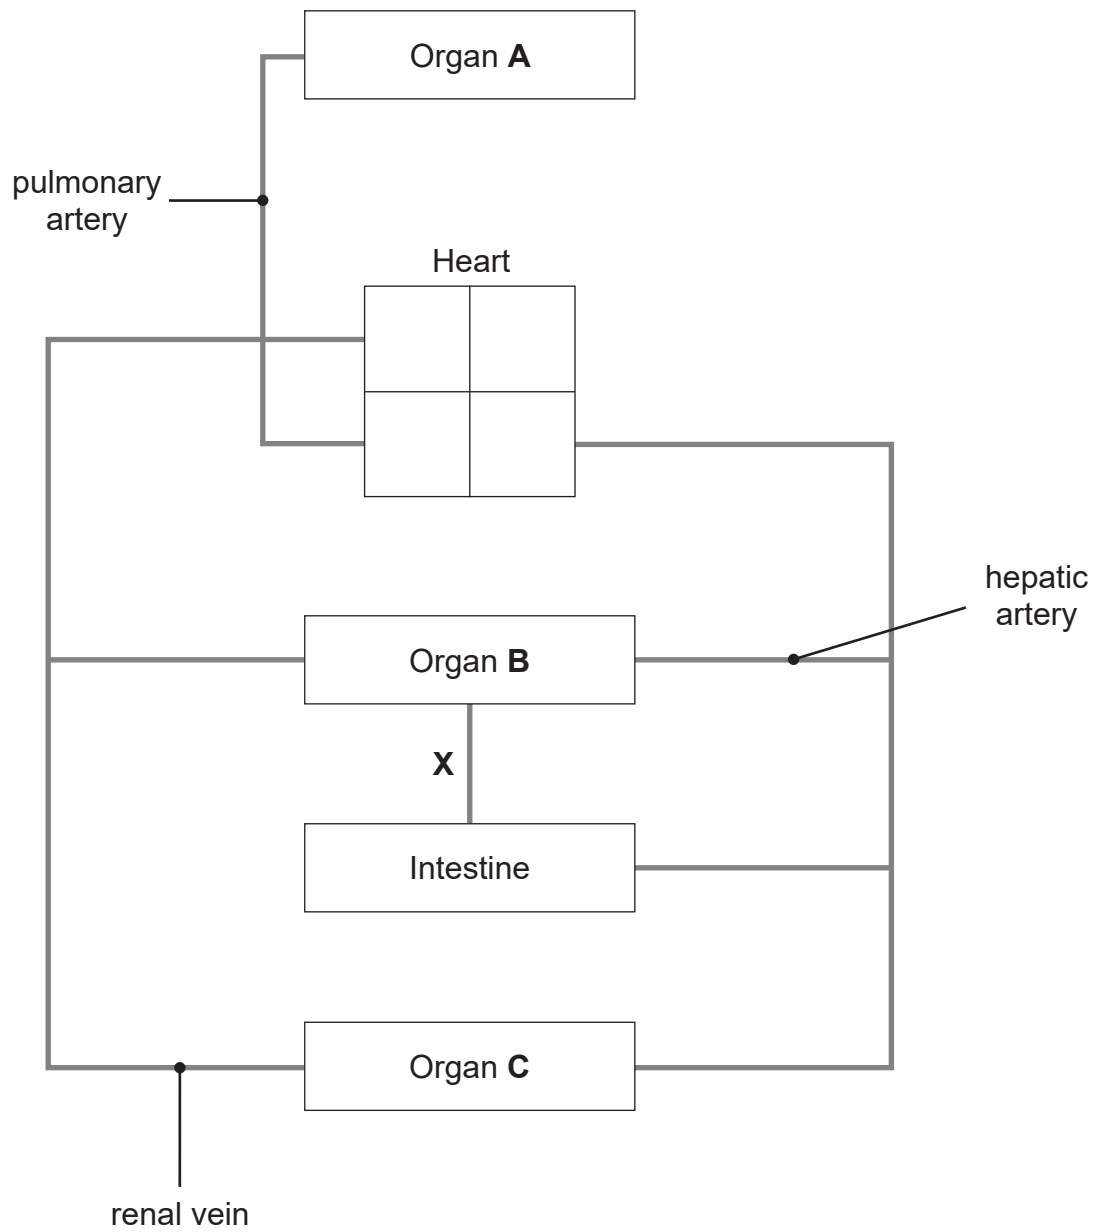 Organ A
pulmonary
artery
Heart
hepatic
artery
Organ B
X
Intestine
Organ C
renal vein